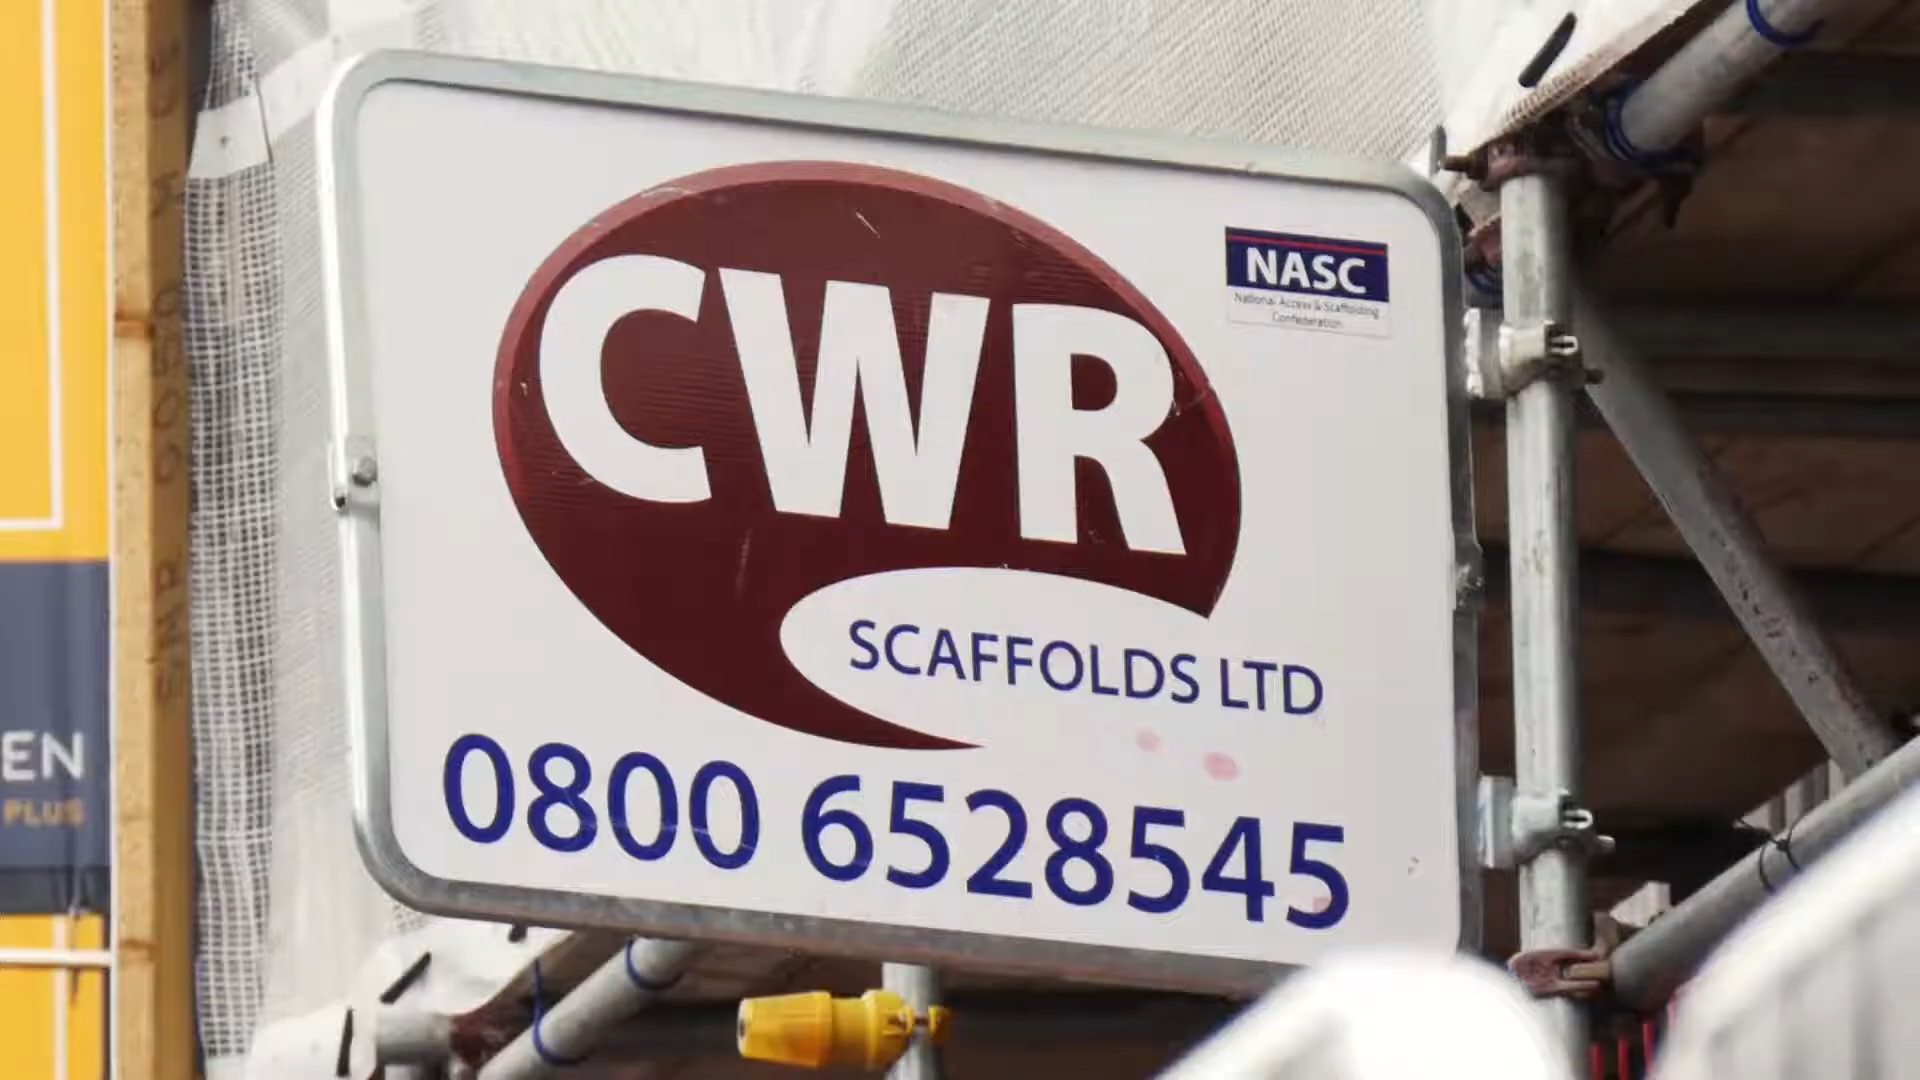 CWR
NASC
National Access & Scaffolding
Confederation
SCAFFOLDS LTD
0800 6528545
EN
PLUS